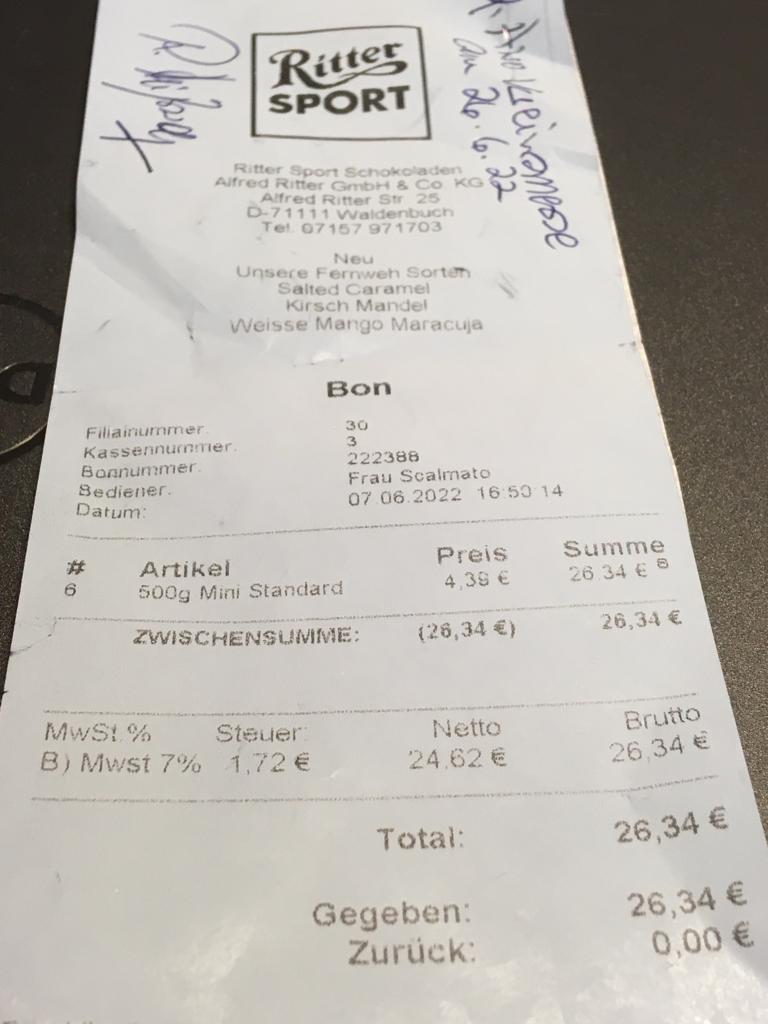 Ritter
SPORT
am 26.6.22
Ritter Sport Schokoladen
Alfred Ritter GmbH & Co. KG
Alfred Ritter Str. 25
D-71111 Waldenbuch
Tel. 07157 971703
Neu
Unsere Fernweh Sorten
Salted Caramel
Kirsch Mandel
Weisse Mango Maracuja
Bon
Filialnummer: 30
Kassennummer: 3
Bonnummer: 222388
Bediener: Frau Scalmato
Datum: 07.06.2022 16:50:14
# Artikel Preis Summe
6 500g Mini Standard 4,39 € 26,34 € B
ZWISCHENSUMME: (26,34 €) 26,34 €
MwSt.% Steuer: Netto Brutto
B) Mwst 7% 1,72 € 24,62 € 26,34 €
Total: 26,34 €
Gegeben: 26,34 €
Zurück: 0,00 €